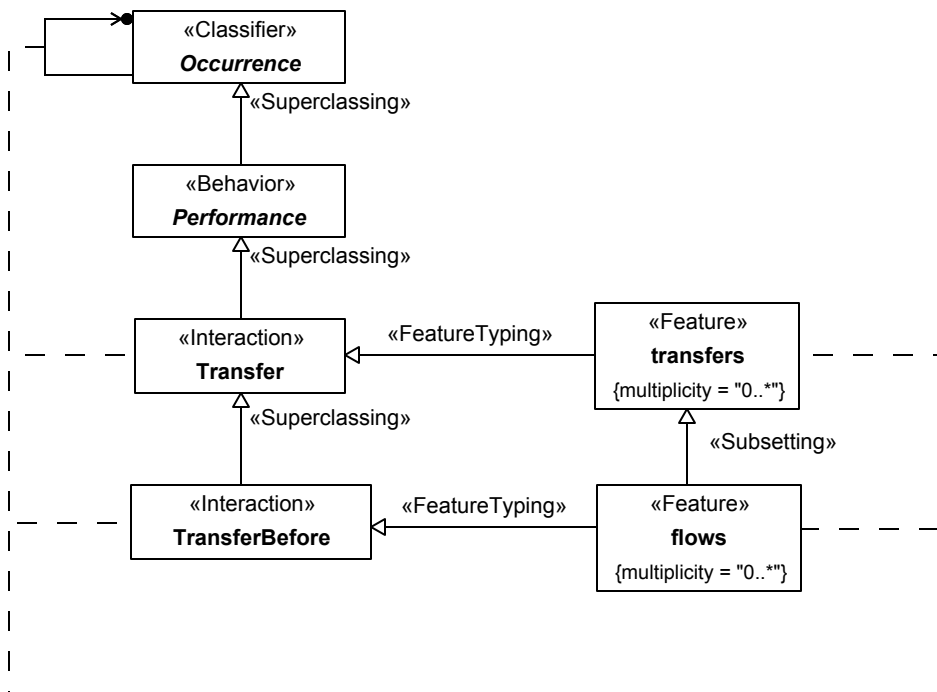 «Classifier»
Occurrence
«Superclassing»
«Behavior»
Performance
«Superclassing»
«Interaction»
Transfer
«FeatureTyping»
«Feature»
transfers
{multiplicity = "0..*"}
«Superclassing»
«Subsetting»
«Interaction»
TransferBefore
«FeatureTyping»
«Feature»
flows
{multiplicity = "0..*"}